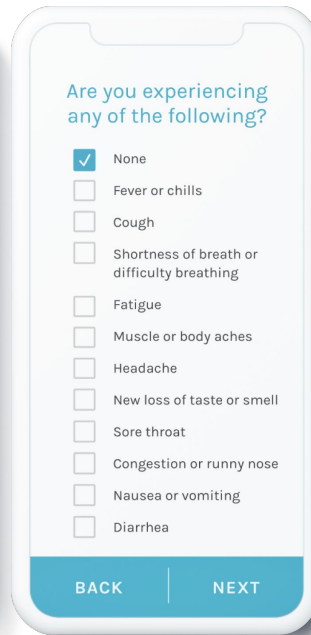 Are you experiencing
any of the following?
None
Fever or chills
Cough
Shortness of breath or
difficulty breathing
Fatigue
Muscle or body aches
Headache
New loss of taste or smell
Sore throat
Congestion or runny nose
Nausea or vomiting
Diarrhea
BACK NEXT